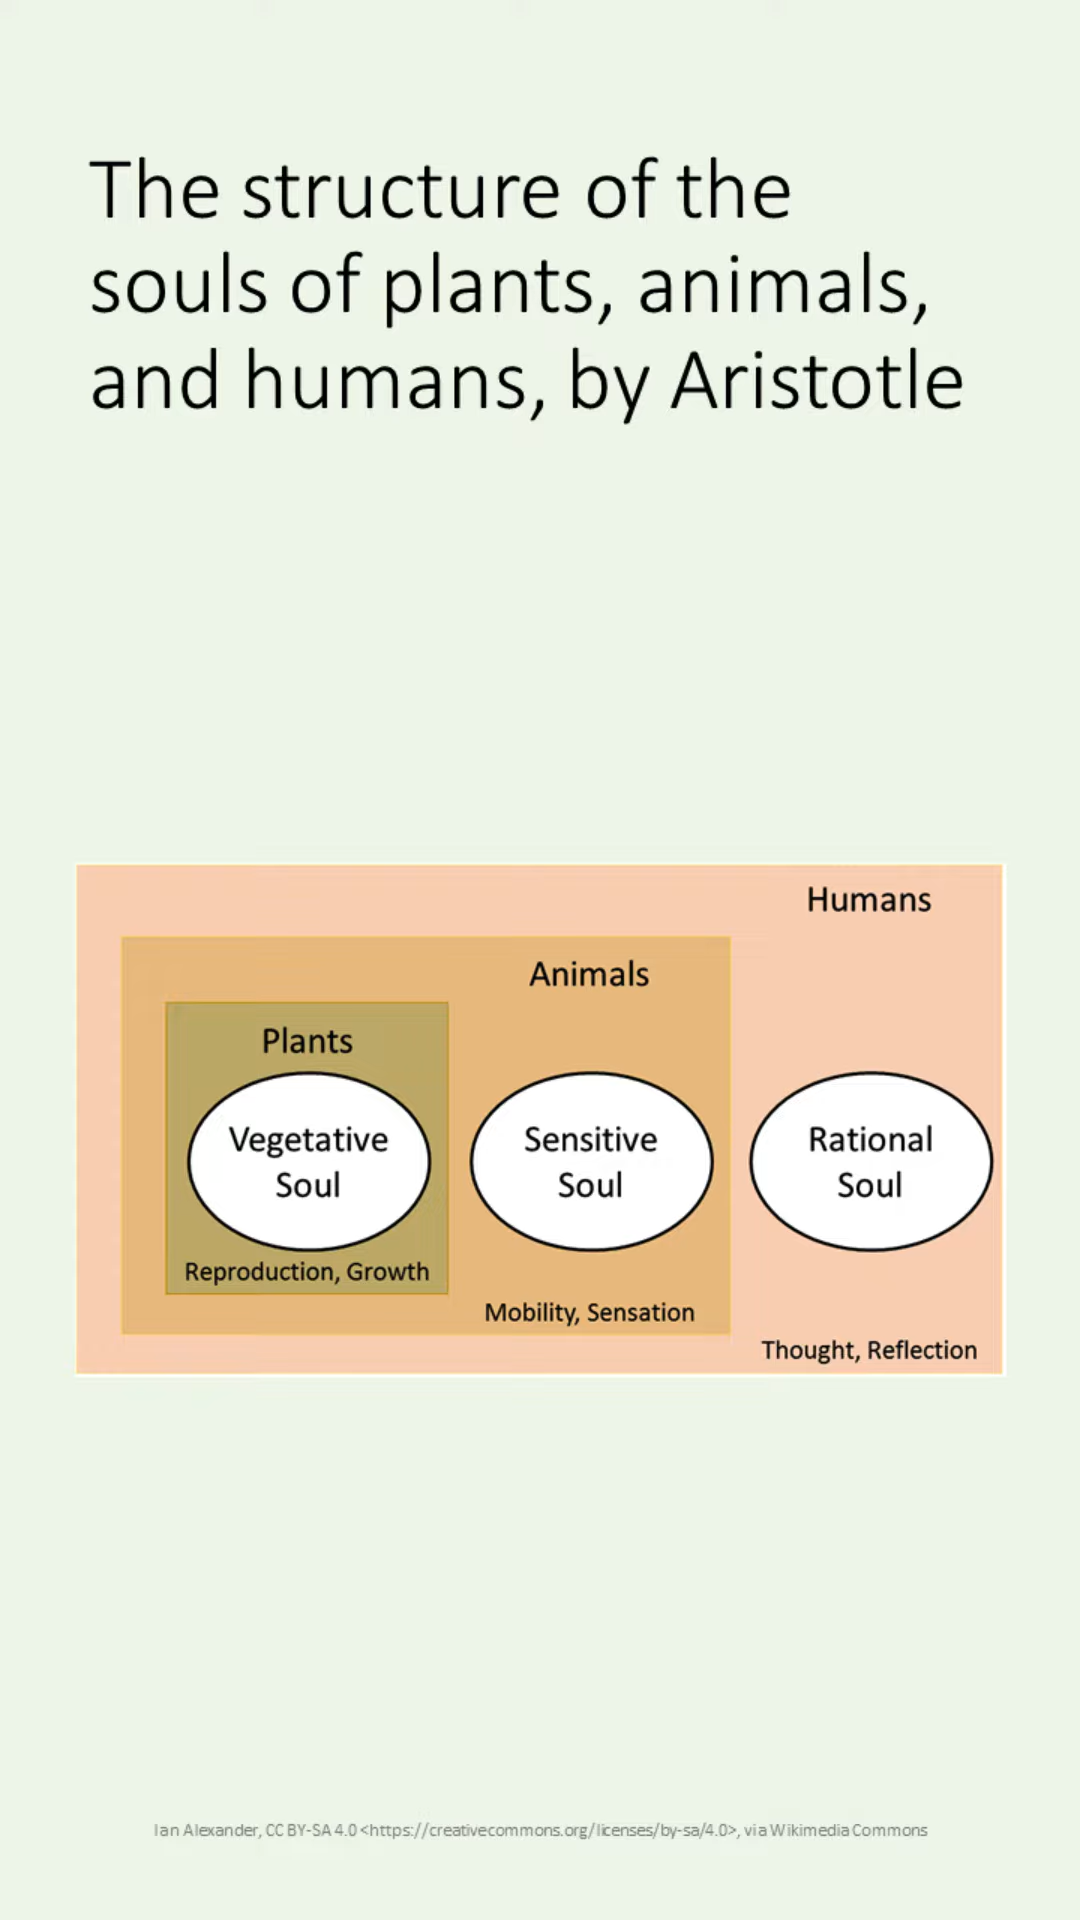 The structure of the
souls of plants, animals,
and humans, by Aristotle
Humans
Animals
Plants
Vegetative
Soul
Sensitive
Soul
Rational
Soul
Reproduction, Growth
Mobility, Sensation
Thought, Reflection
Ian Alexander, CC BY-SA 4.0 <https://creativecommons.org/licenses/by-sa/4.0>, via Wikimedia Commons